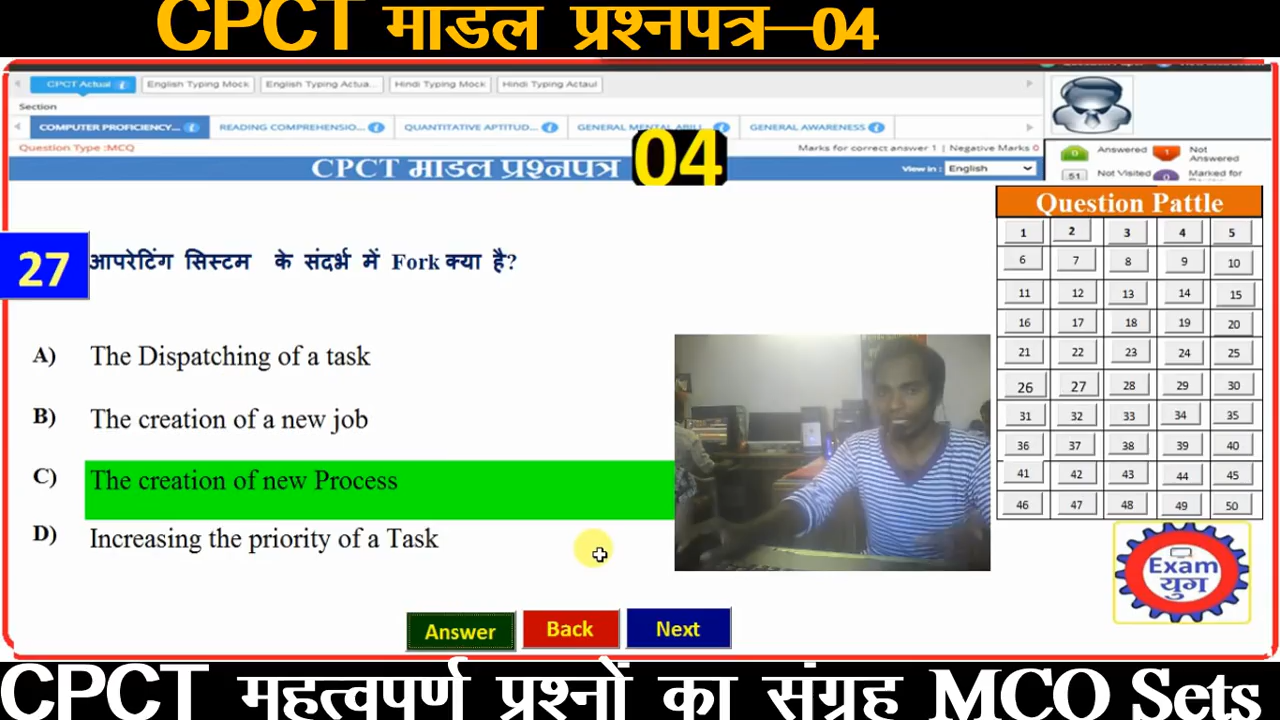 CPCT माडल प्रश्नपत्र–04
CPCT Actual
English Typing Mock
English Typing Actua...
Hindi Typing Mock
Hindi Typing Actaul
Section
COMPUTER PROFICIENCY...
READING COMPREHENSIO...
QUANTITATIVE APTITUD...
GENERAL MENTAL ABILI...
GENERAL AWARENESS
Question Type :MCQ
Marks for correct answer 1 | Negative Marks 0
CPCT माडल प्रश्नपत्र 04
View in : English
0 Answered
1 Not Answered
51 Not Visited
0 Marked for
Question Pattle
1 2 3 4 5
6 7 8 9 10
11 12 13 14 15
16 17 18 19 20
21 22 23 24 25
26 27 28 29 30
31 32 33 34 35
36 37 38 39 40
41 42 43 44 45
46 47 48 49 50
27 आपरेटिंग सिस्टम के संदर्भ में Fork क्या है?
A) The Dispatching of a task
B) The creation of a new job
C) The creation of new Process
D) Increasing the priority of a Task
Exam
युग
Answer Back Next
CPCT महत्वपर्ण प्रश्नों का संग्रह MCQ Sets